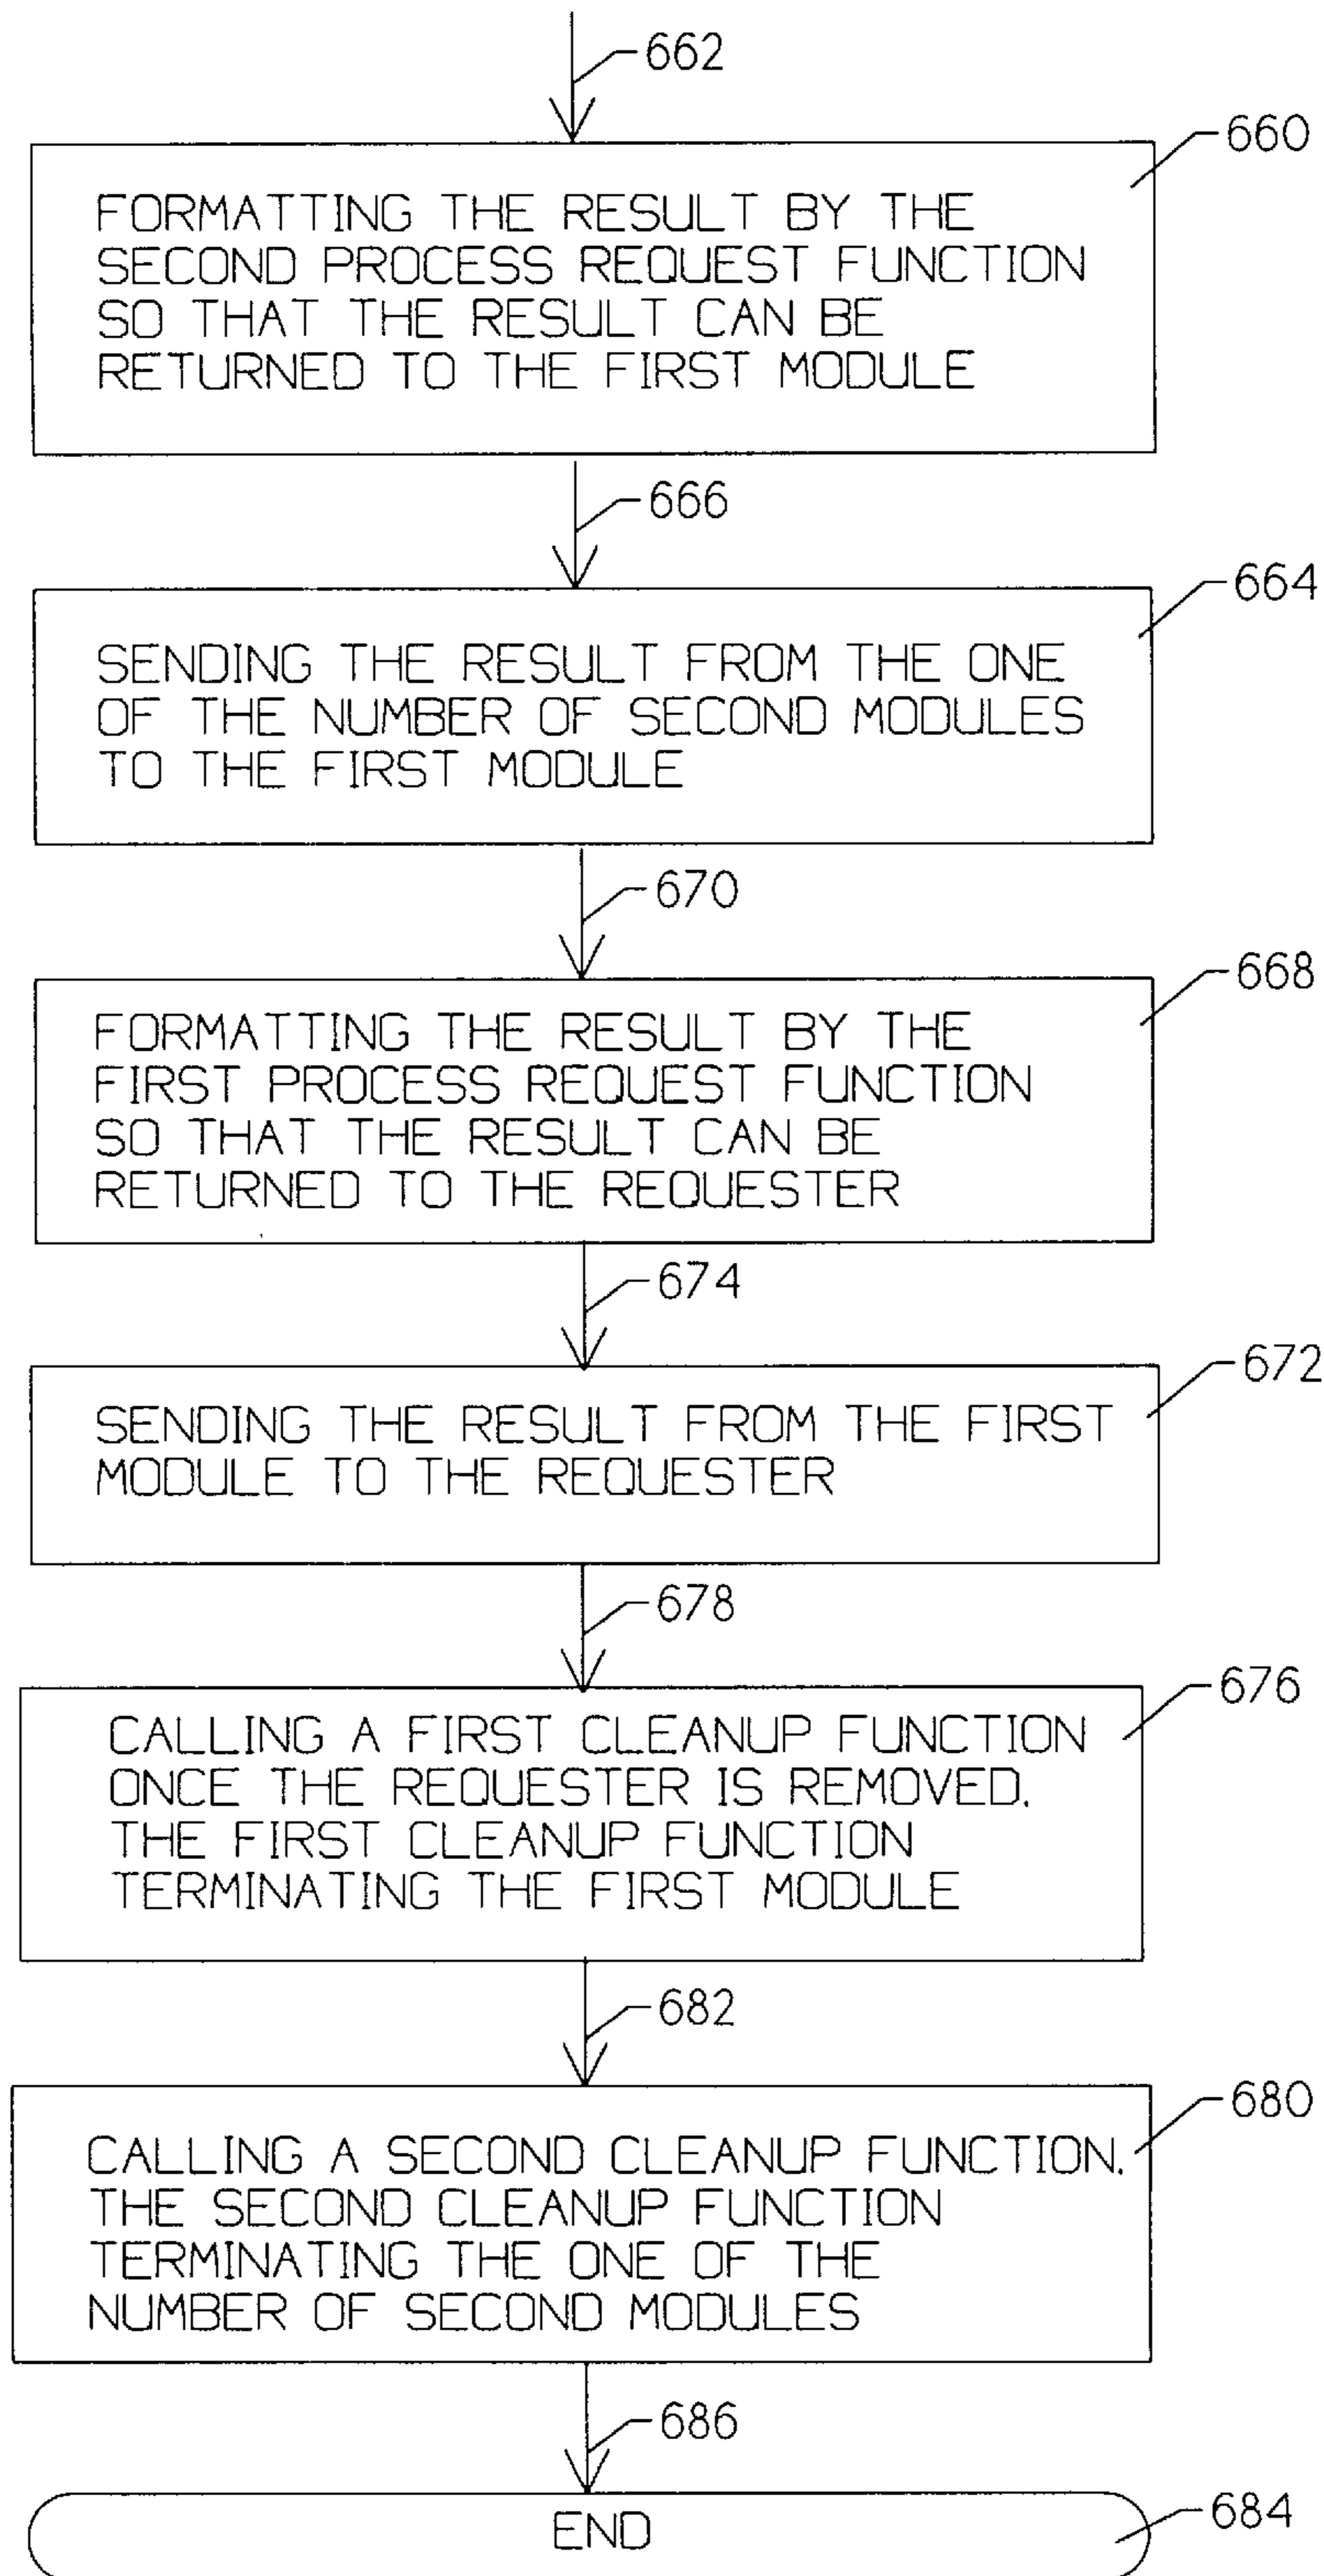 662
660
FORMATTING THE RESULT BY THE
SECOND PROCESS REQUEST FUNCTION
SO THAT THE RESULT CAN BE
RETURNED TO THE FIRST MODULE
666
664
SENDING THE RESULT FROM THE ONE
OF THE NUMBER OF SECOND MODULES
TO THE FIRST MODULE
670
668
FORMATTING THE RESULT BY THE
FIRST PROCESS REQUEST FUNCTION
SO THAT THE RESULT CAN BE
RETURNED TO THE REQUESTER
674
672
SENDING THE RESULT FROM THE FIRST
MODULE TO THE REQUESTER
678
676
CALLING A FIRST CLEANUP FUNCTION
ONCE THE REQUESTER IS REMOVED,
THE FIRST CLEANUP FUNCTION
TERMINATING THE FIRST MODULE
682
680
CALLING A SECOND CLEANUP FUNCTION,
THE SECOND CLEANUP FUNCTION
TERMINATING THE ONE OF THE
NUMBER OF SECOND MODULES
686
END
684